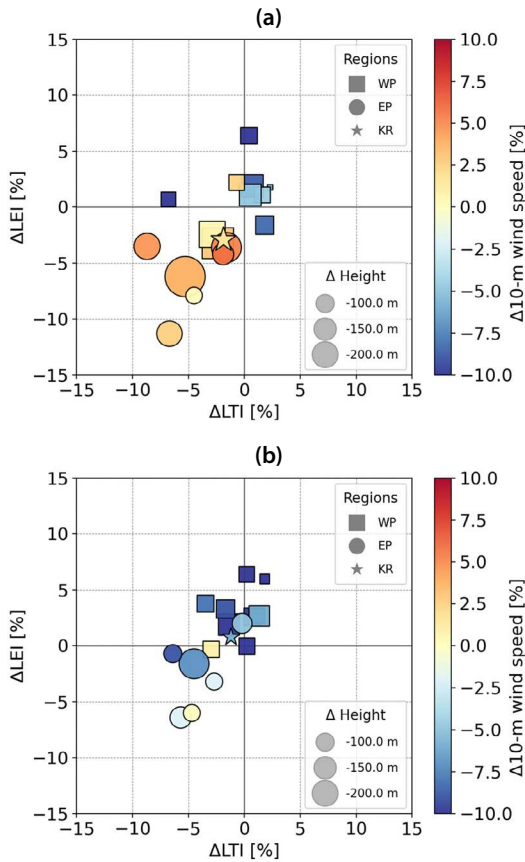 (a)
15
10
5
0
−5
−10
−15
ΔLEI [%]
−15 −10 −5 0 5 10 15
ΔLTI [%]
Regions
WP
EP
KR
Δ Height
-100.0 m
-150.0 m
-200.0 m
10.0
7.5
5.0
2.5
0.0
−2.5
−5.0
−7.5
−10.0
Δ10-m wind speed [%]
(b)
15
10
5
0
−5
−10
−15
ΔLEI [%]
−15 −10 −5 0 5 10 15
ΔLTI [%]
Regions
WP
EP
KR
Δ Height
-100.0 m
-150.0 m
-200.0 m
10.0
7.5
5.0
2.5
0.0
−2.5
−5.0
−7.5
−10.0
Δ10-m wind speed [%]